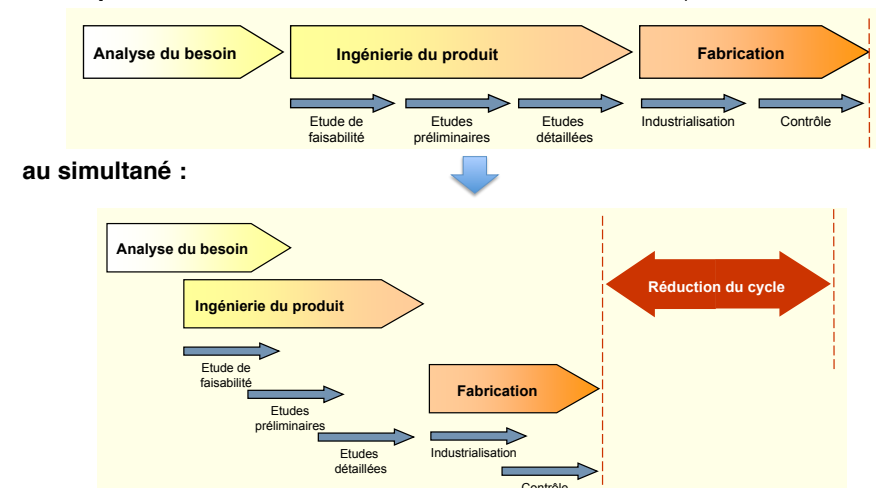 Analyse du besoin
Ingénierie du produit
Fabrication
Etude de
faisabilité
Etudes
préliminaires
Etudes
détaillées
Industrialisation
Contrôle
au simultané :
Analyse du besoin
Ingénierie du produit
Réduction du cycle
Etude de
faisabilité
Etudes
préliminaires
Fabrication
Etudes
détaillées
Industrialisation
Contrôle